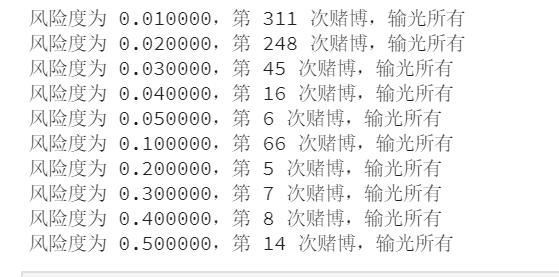 风险度为 0.010000，第 311 次赌博，输光所有
风险度为 0.020000，第 248 次赌博，输光所有
风险度为 0.030000，第 45 次赌博，输光所有
风险度为 0.040000，第 16 次赌博，输光所有
风险度为 0.050000，第 6 次赌博，输光所有
风险度为 0.100000，第 66 次赌博，输光所有
风险度为 0.200000，第 5 次赌博，输光所有
风险度为 0.300000，第 7 次赌博，输光所有
风险度为 0.400000，第 8 次赌博，输光所有
风险度为 0.500000，第 14 次赌博，输光所有